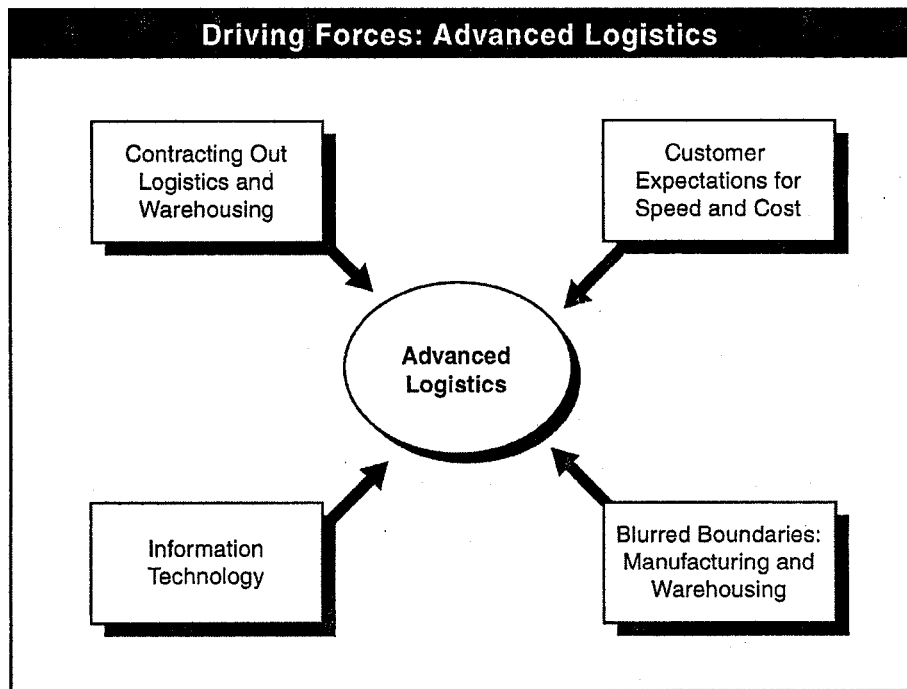 Driving Forces: Advanced Logistics
Contracting Out
Logistics and
Warehousing
Customer
Expectations for
Speed and Cost
Advanced
Logistics
Information
Technology
Blurred Boundaries:
Manufacturing and
Warehousing